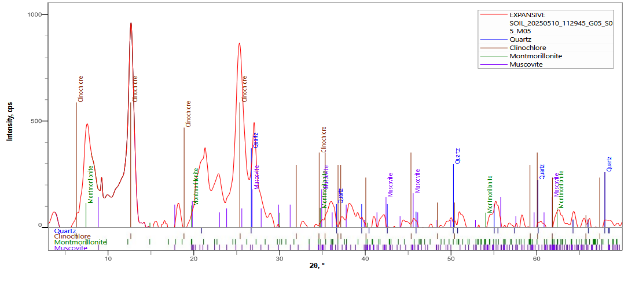 1000
EXPANSIVE
SOIL_20250510_112945_G05_S0
5_M05
Quartz
Clinochlore
Montmorillonite
Muscovite
Clinochlore
Clinochlore
Clinochlore
Clinochlore
Clinochlore
Clinochlore
Quartz
Quartz
Quartz
Quartz
Quartz
Muscovite
Muscovite
Muscovite
Montmorillonite
Montmorillonite
Montmorillonite
Montmorillonite
Intensity, cps
500
0
Quartz
Clinochlore
Montmorillonite
Muscovite
10
20
30
40
50
60
2θ, °